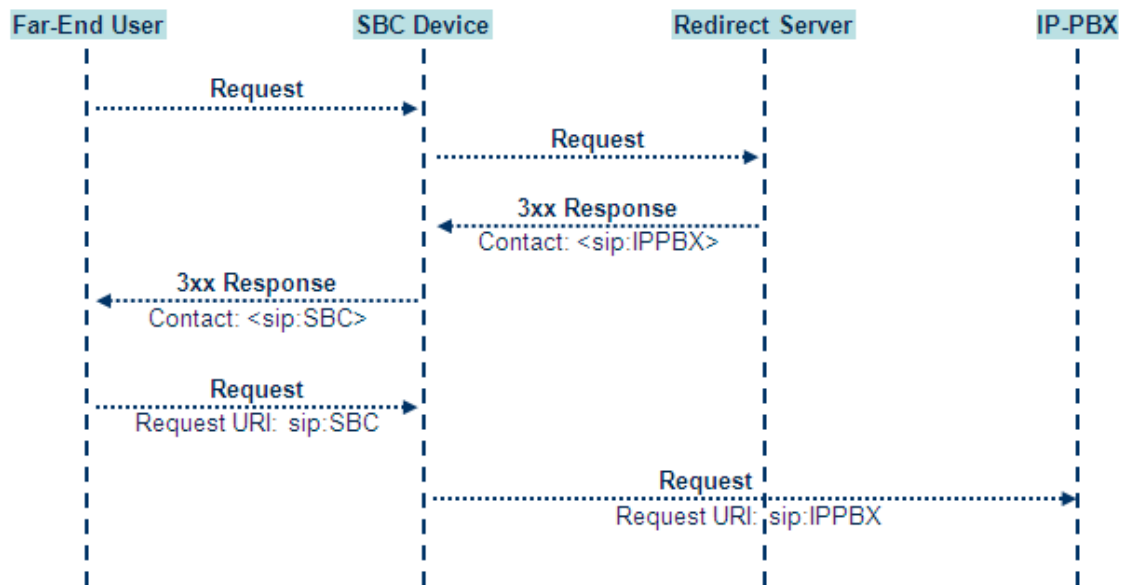 Far-End User
SBC Device
Redirect Server
IP-PBX
Request
Request
3xx Response
Contact: <sip:IPPBX>
3xx Response
Contact: <sip:SBC>
Request
Request URI: sip:SBC
Request
Request URI: sip:IPPBX